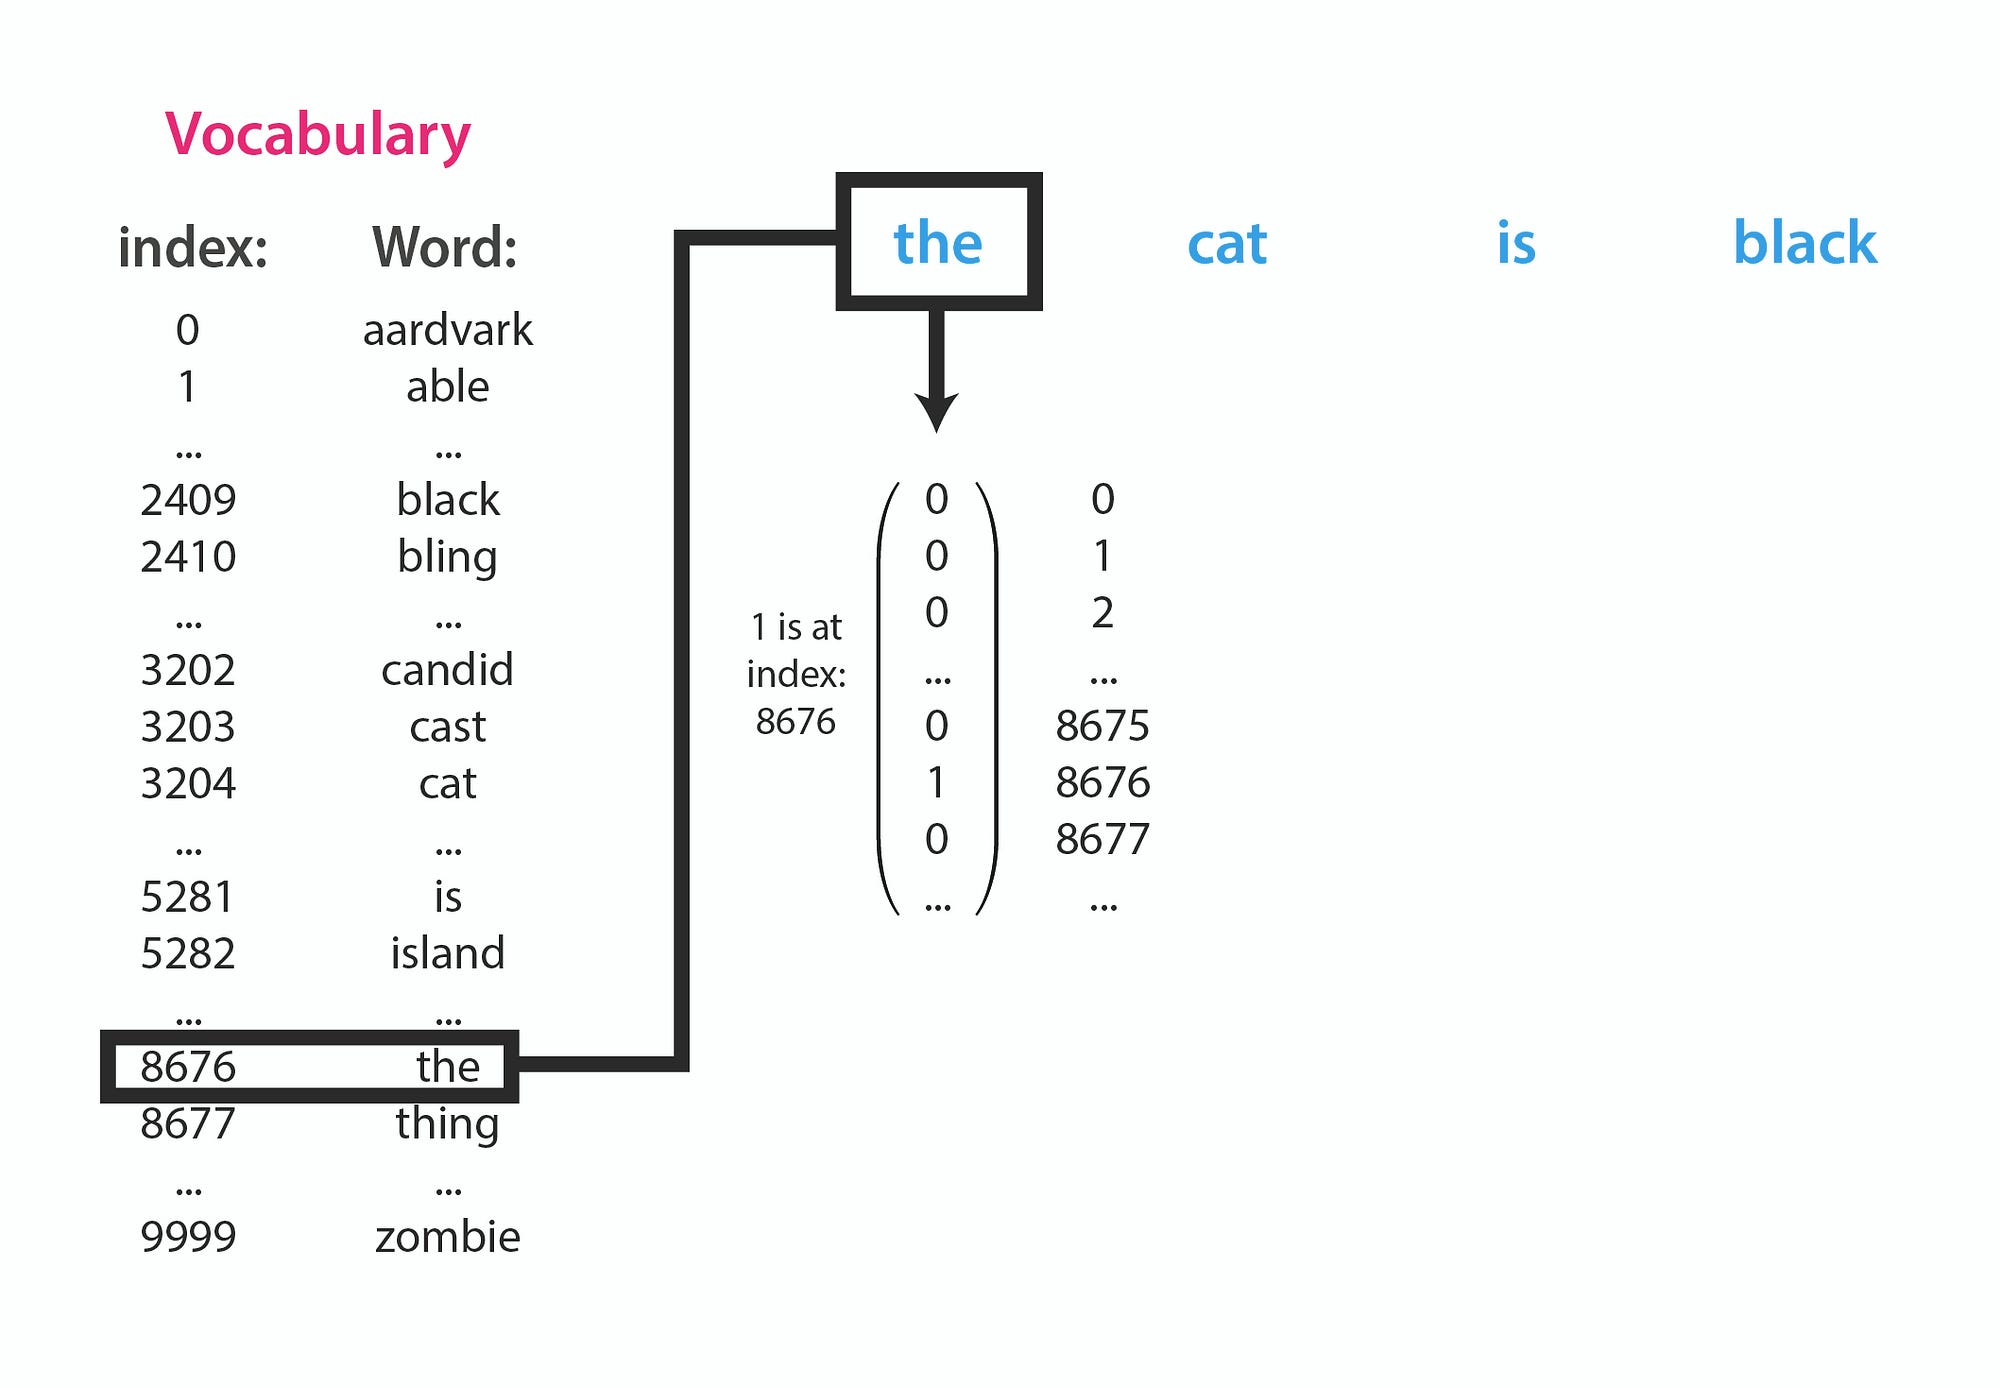 Vocabulary
index: Word:
0 aardvark
1 able
... ...
2409 black
2410 bling
... ...
3202 candid
3203 cast
3204 cat
... ...
5281 is
5282 island
... ...
8676 the
8677 thing
... ...
9999 zombie
the cat is black
1 is at
index:
8676
0 0
0 1
0 2
... ...
0 8675
1 8676
0 8677
... ...